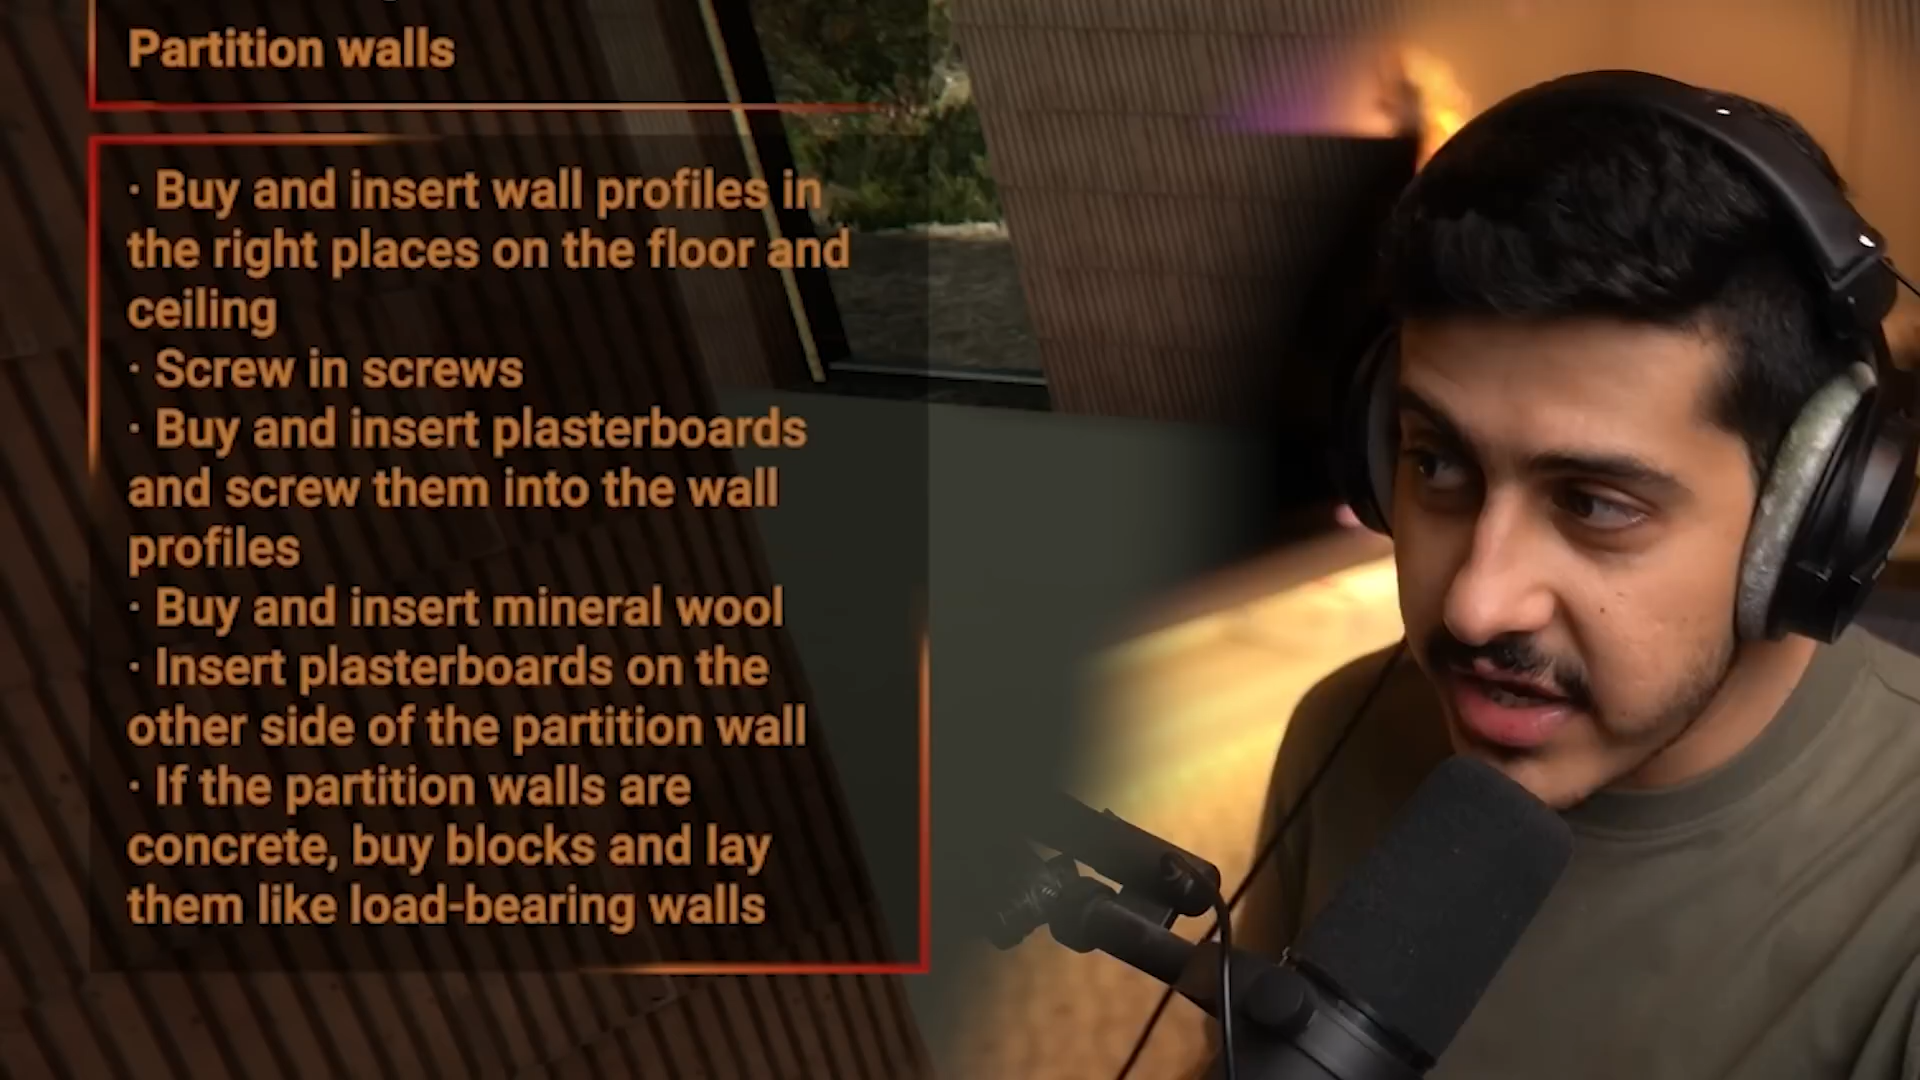 Partition walls
· Buy and insert wall profiles in
the right places on the floor and
ceiling
· Screw in screws
· Buy and insert plasterboards
and screw them into the wall
profiles
· Buy and insert mineral wool
· Insert plasterboards on the
other side of the partition wall
· If the partition walls are
concrete, buy blocks and lay
them like load-bearing walls